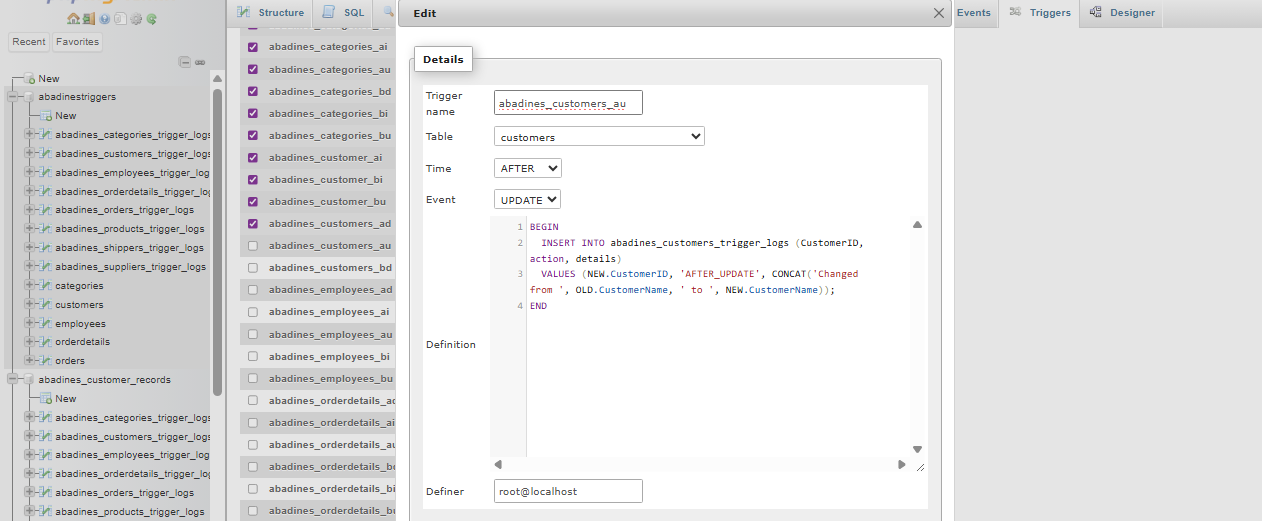 Recent Favorites
New
abadinestriggers
New
abadines_categories_trigger_logs
abadines_customers_trigger_logs
abadines_employees_trigger_log
abadines_orderdetails_trigger_log
abadines_orders_trigger_logs
abadines_products_trigger_logs
abadines_shippers_trigger_logs
abadines_suppliers_trigger_logs
categories
customers
employees
orderdetails
orders
abadines_customer_records
New
abadines_categories_trigger_logs
abadines_customers_trigger_logs
abadines_employees_trigger_log
abadines_orderdetails_trigger_log
abadines_orders_trigger_logs
abadines_products_trigger_logs
Structure SQL
abadines_categories_ai
abadines_categories_au
abadines_categories_bd
abadines_categories_bi
abadines_categories_bu
abadines_customer_ai
abadines_customer_bi
abadines_customer_bu
abadines_customers_ad
abadines_customers_au
abadines_customers_bd
abadines_employees_ad
abadines_employees_ai
abadines_employees_au
abadines_employees_bi
abadines_employees_bu
abadines_orderdetails_ad
abadines_orderdetails_ai
abadines_orderdetails_au
abadines_orderdetails_bd
abadines_orderdetails_bi
abadines_orderdetails_bu
Edit
Details
Trigger name abadines_customers_au
Table customers
Time AFTER
Event UPDATE
Definition
1 BEGIN
2 INSERT INTO abadines_customers_trigger_logs (CustomerID,
action, details)
3 VALUES (NEW.CustomerID, 'AFTER_UPDATE', CONCAT('Changed
from ', OLD.CustomerName, ' to ', NEW.CustomerName));
4 END
Definer root@localhost
Events Triggers Designer